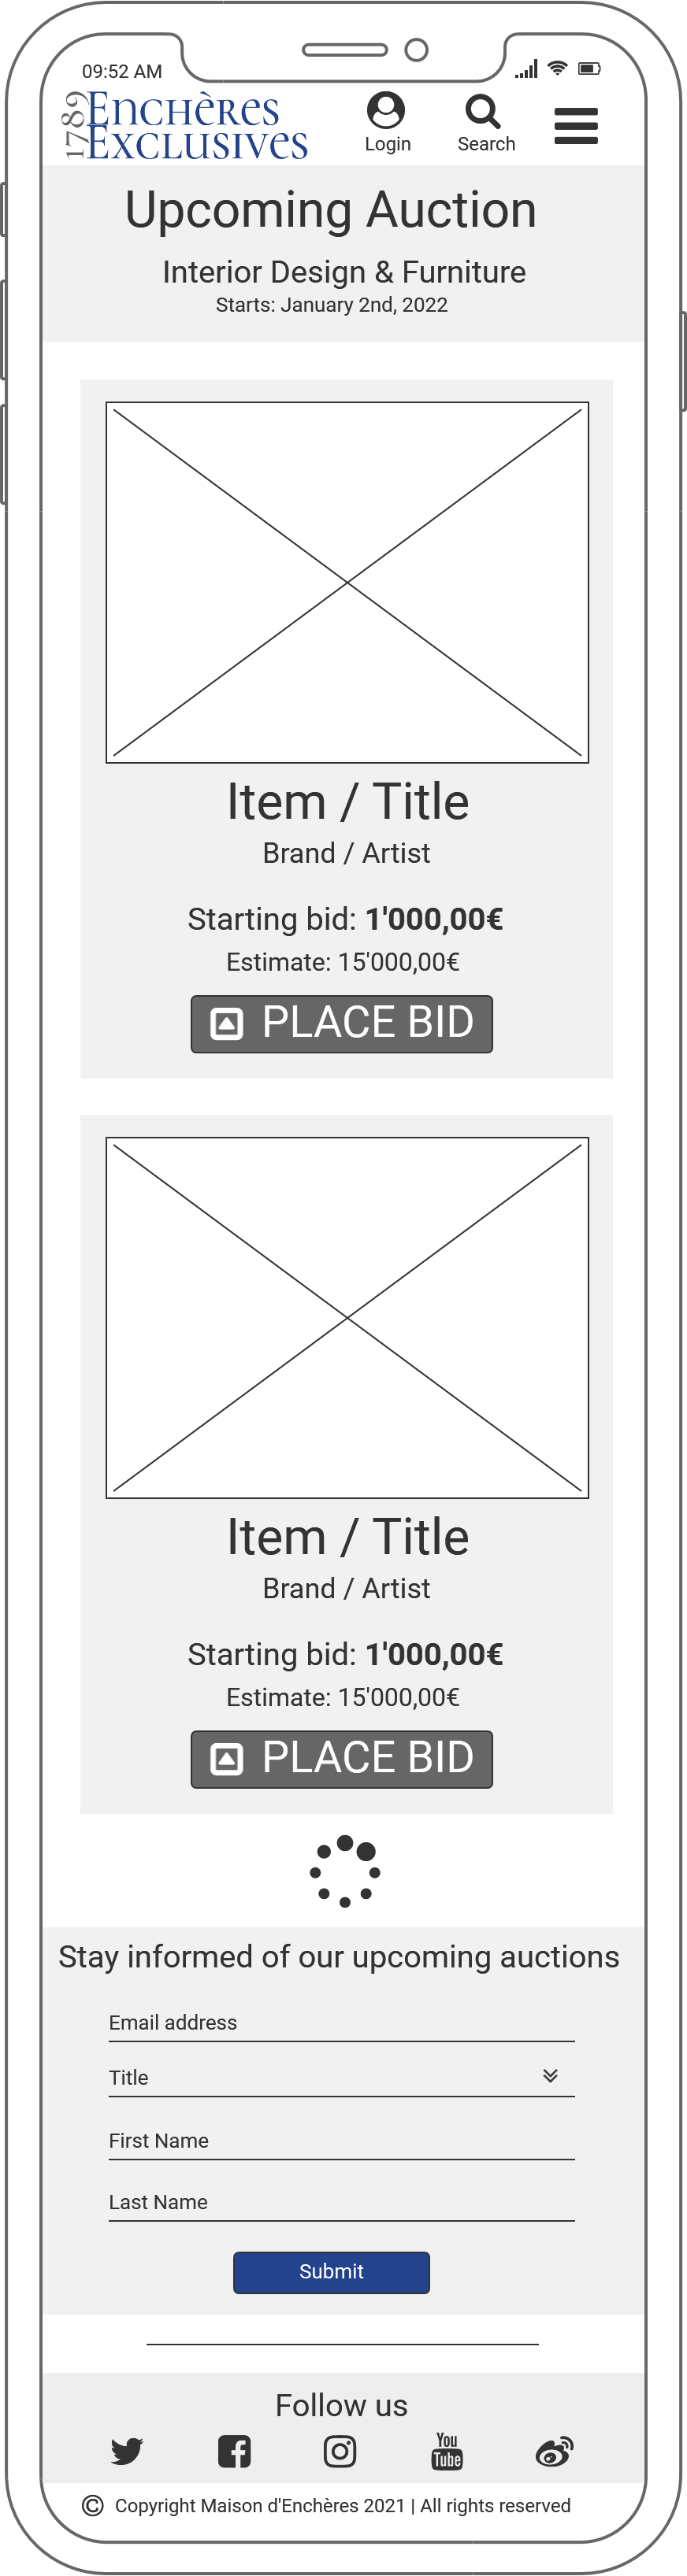 09:52 AM
1789
Enchères
Exclusives
Login
Search
Upcoming Auction
Interior Design & Furniture
Starts: January 2nd, 2022
Item / Title
Brand / Artist
Starting bid: 1'000,00€
Estimate: 15'000,00€
PLACE BID
Item / Title
Brand / Artist
Starting bid: 1'000,00€
Estimate: 15'000,00€
PLACE BID
Stay informed of our upcoming auctions
Email address
Title
First Name
Last Name
Submit
Follow us
You
Tube
© Copyright Maison d'Enchères 2021 | All rights reserved